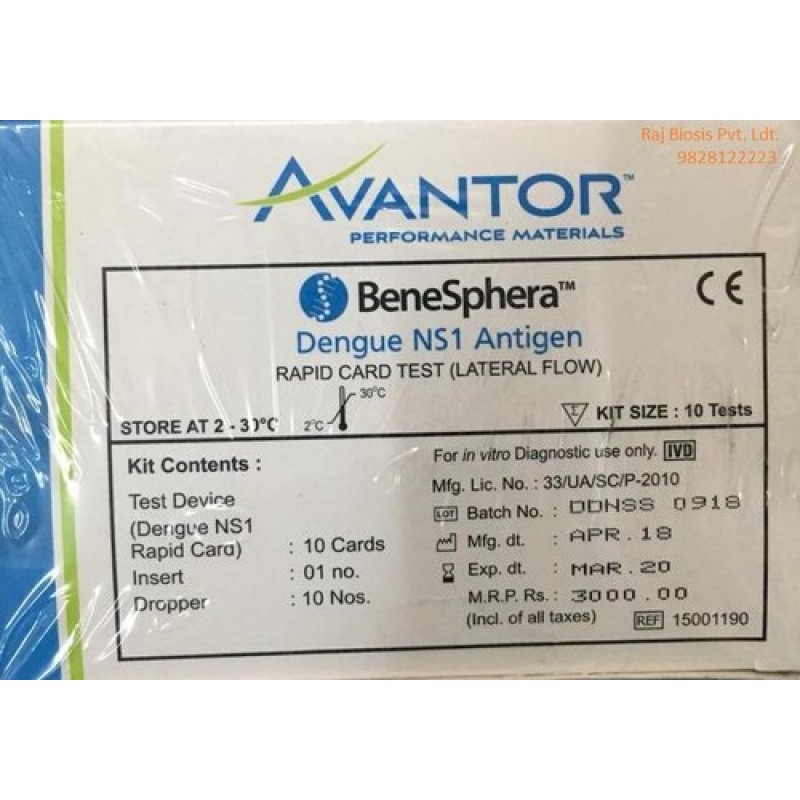 Raj Biosis Pvt. Ldt.
9828122223
AVANTOR™
PERFORMANCE MATERIALS
BeneSphera™
CE
Dengue NS1 Antigen
RAPID CARD TEST (LATERAL FLOW)
STORE AT 2 - 30°C
2°C
30°C
Σ KIT SIZE : 10 Tests
Kit Contents :
Test Device
(Dengue NS1
Rapid Card) : 10 Cards
Insert : 01 no.
Dropper : 10 Nos.
For in vitro Diagnostic use only. IVD
Mfg. Lic. No. : 33/UA/SC/P-2010
LOT Batch No. : DDNSS 0918
Mfg. dt. : APR. 18
Exp. dt. : MAR. 20
M.R.P. Rs. : 3000.00
(Incl. of all taxes)
REF 15001190